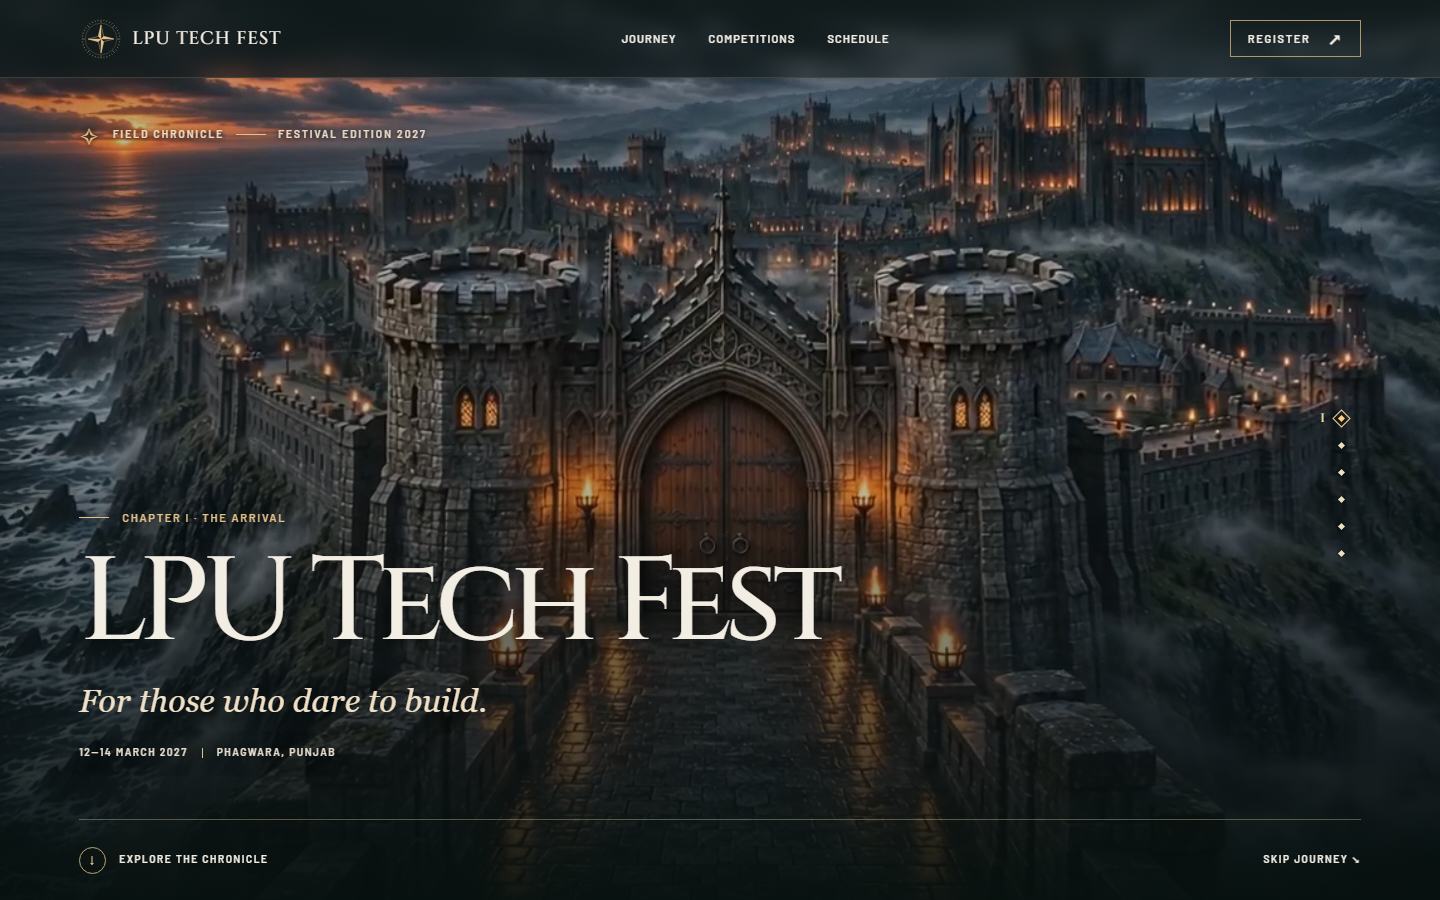 LPU TECH FEST
JOURNEY COMPETITIONS SCHEDULE
REGISTER ↗
FIELD CHRONICLE — FESTIVAL EDITION 2027
I
CHAPTER I · THE ARRIVAL
LPU TECH FEST
For those who dare to build.
12–14 MARCH 2027 | PHAGWARA, PUNJAB
↓ EXPLORE THE CHRONICLE
SKIP JOURNEY ↘